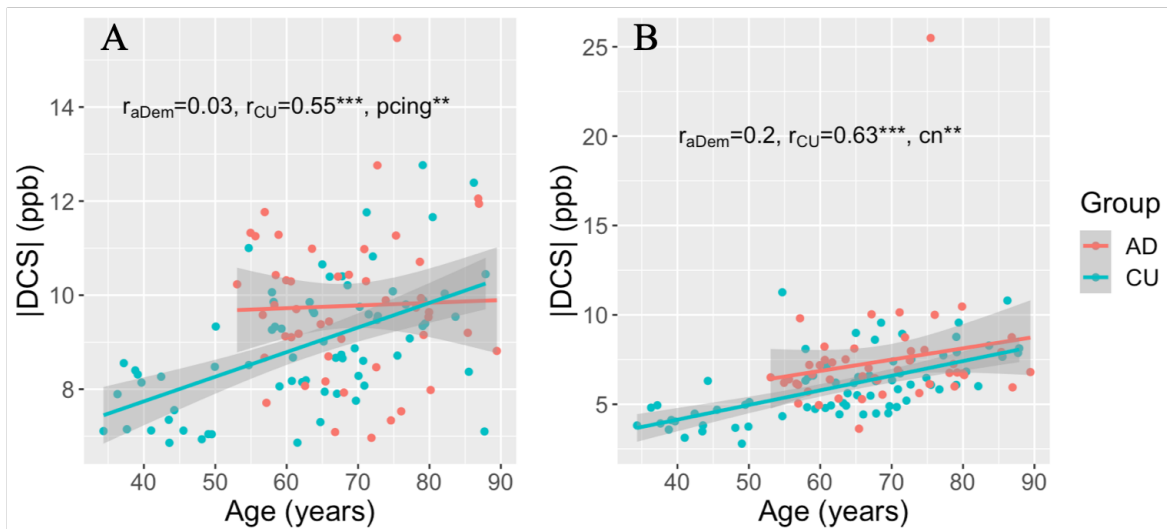 A
r_aDem=0.03, r_CU=0.55***, pcing**
14
12
10
8
|DCS| (ppb)
40 50 60 70 80 90
Age (years)
B
r_aDem=0.2, r_CU=0.63***, cn**
25
20
15
10
5
|DCS| (ppb)
40 50 60 70 80 90
Age (years)
Group
AD
CU